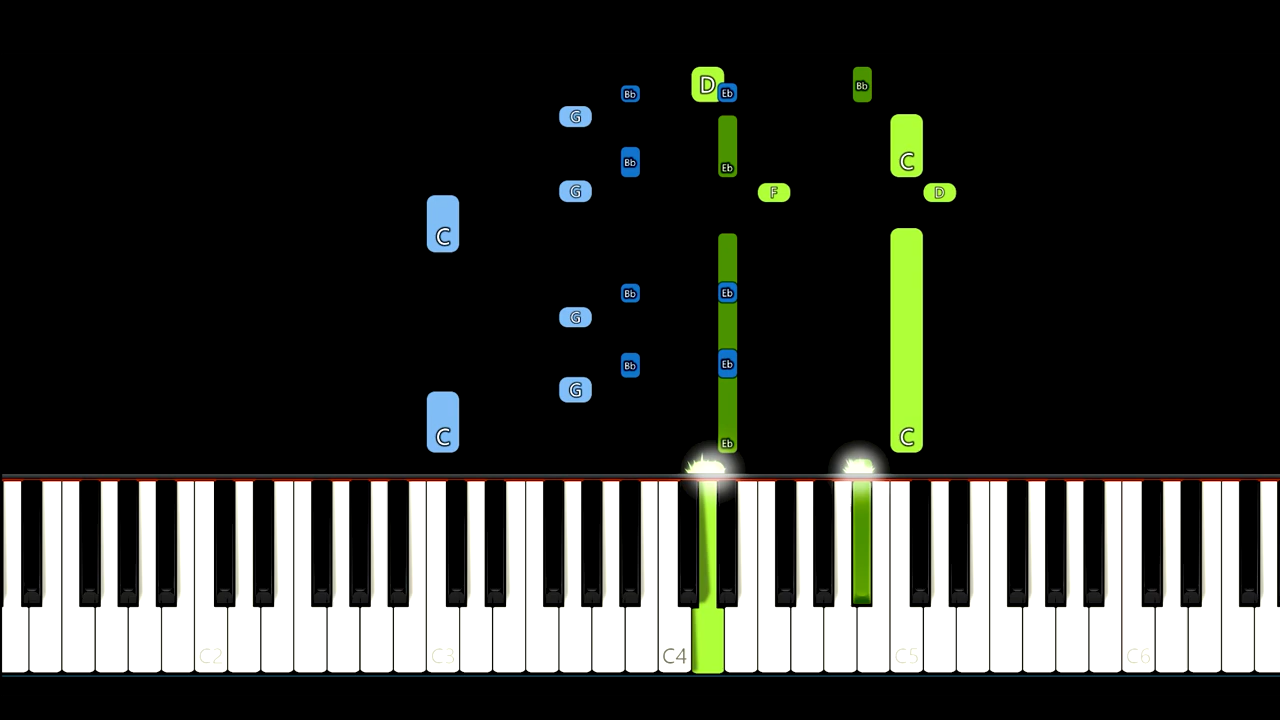 D Bb
Bb Eb
G
Bb Eb C
G F D
C
Bb Eb
G
Bb Eb
G
C Eb C
C2 C3 C4 C5 C6